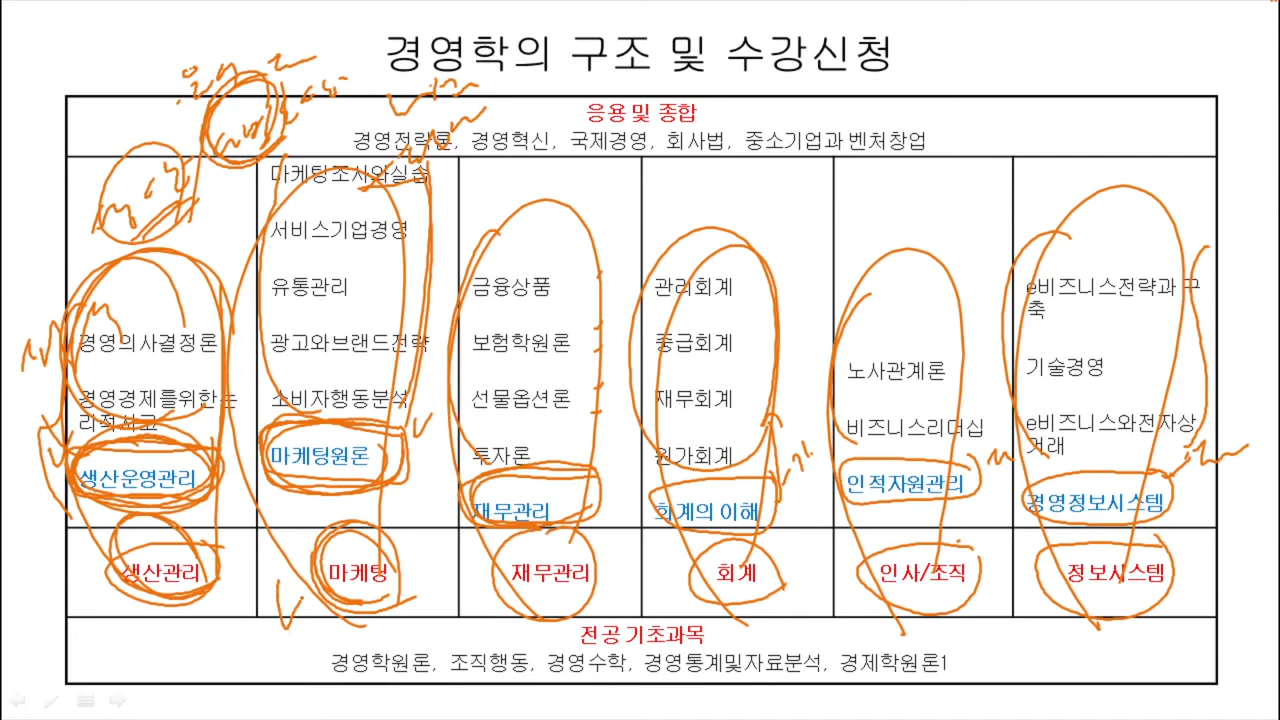 경영학의 구조 및 수강신청
응용 및 종합
경영전략론, 경영혁신, 국제경영, 회사법, 중소기업과 벤처창업
경영의사결정론
경영경제를위한논
리적사고
생산운영관리
생산관리
마케팅조사와실습
서비스기업경영
유통관리
광고와브랜드전략
소비자행동분석
마케팅원론
마케팅
금융상품
보험학원론
선물옵션론
투자론
재무관리
재무관리
관리회계
중급회계
재무회계
원가회계
회계의 이해
회계
노사관계론
비즈니스리더십
인적자원관리
인사/조직
e비즈니스전략과 구
축
기술경영
e비즈니스와전자상
거래
경영정보시스템
정보시스템
전공 기초과목
경영학원론, 조직행동, 경영수학, 경영통계및자료분석, 경제학원론1